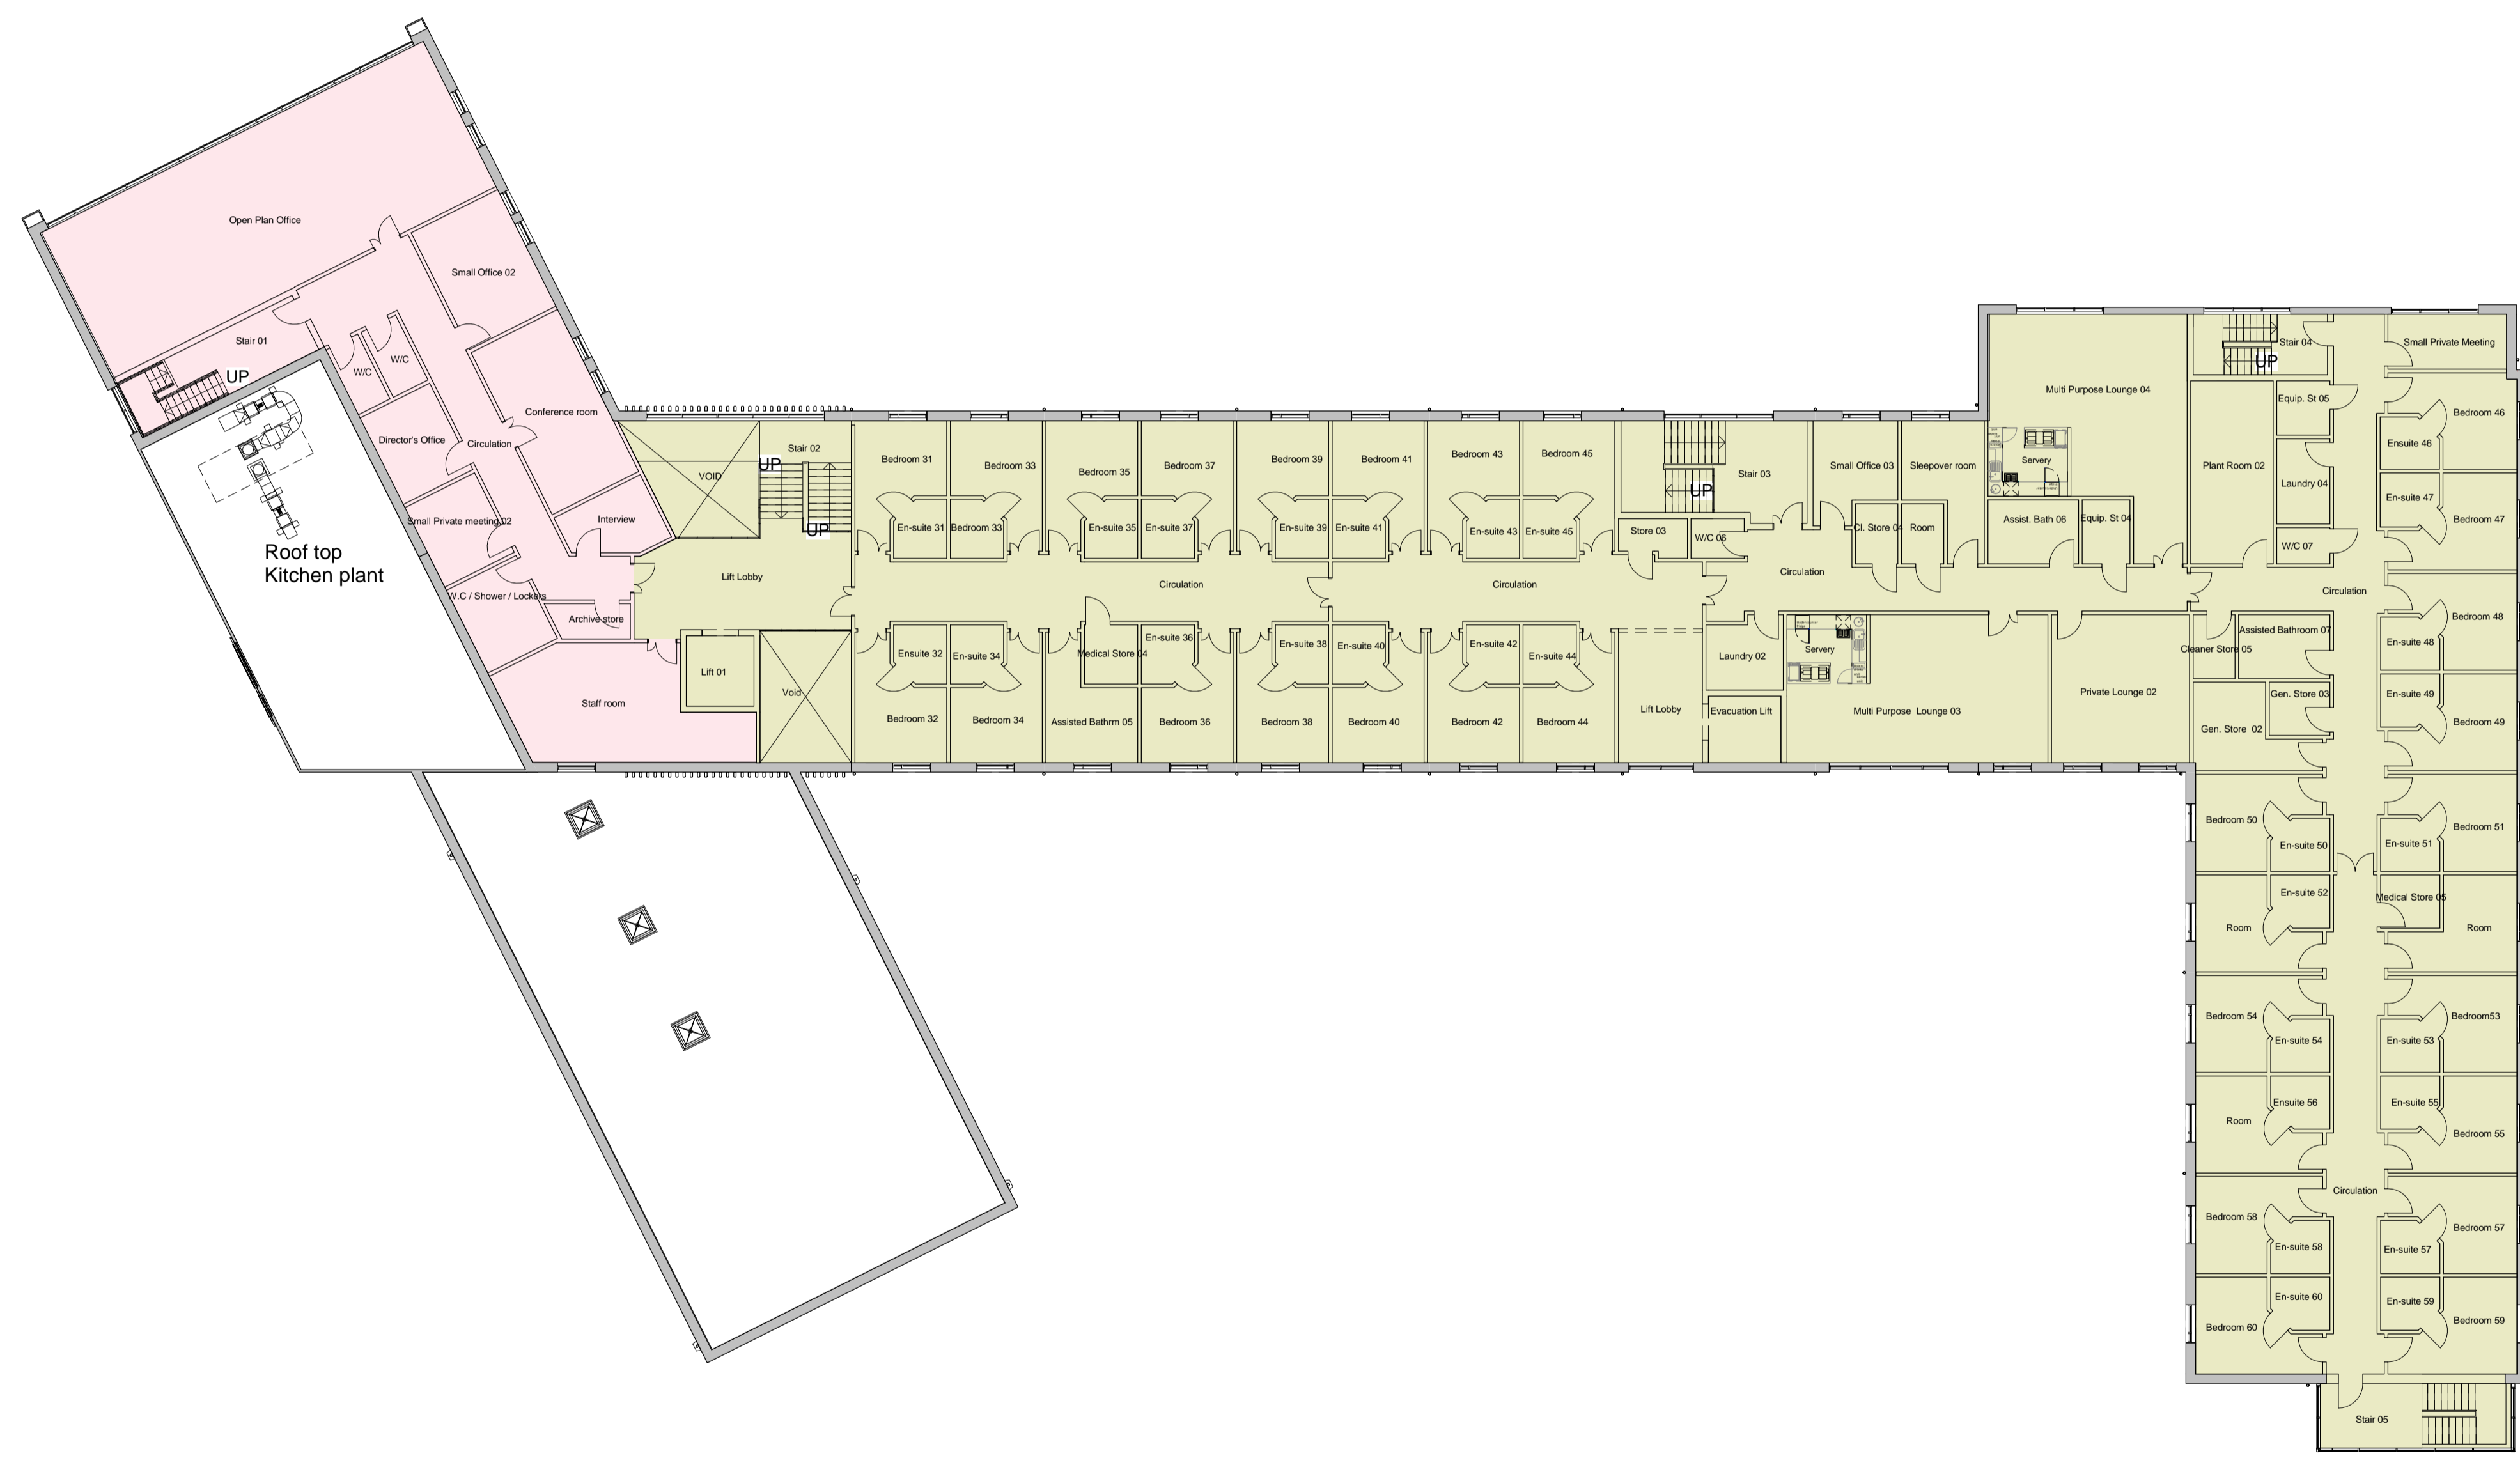 Open Plan Office
Small Office 02
Stair 01
UP
W/C
W/C
Conference room
Director's Office
Circulation
Small Private meeting 02
Interview
Roof top
Kitchen plant
W.C / Shower / Lockers
Archive store
Staff room
VOID
Stair 02
UP
UP
Lift Lobby
Lift 01
Void
Bedroom 31
Bedroom 33
Bedroom 35
Bedroom 37
Bedroom 39
Bedroom 41
Bedroom 43
Bedroom 45
En-suite 31
Bedroom 33
En-suite 35
En-suite 37
En-suite 39
En-suite 41
En-suite 43
En-suite 45
Circulation
Circulation
Ensuite 32
En-suite 34
Medical Store 04
En-suite 36
En-suite 38
En-suite 40
En-suite 42
En-suite 44
Bedroom 32
Bedroom 34
Assisted Bathrm 05
Bedroom 36
Bedroom 38
Bedroom 40
Bedroom 42
Bedroom 44
Stair 03
UP
Store 03
W/C 06
Small Office 03
Sleepover room
Cl. Store 04
Room
Circulation
Lift Lobby
Laundry 02
Evacuation Lift
Servery
Multi Purpose Lounge 03
Private Lounge 02
Multi Purpose Lounge 04
Servery
Assist. Bath 06
Equip. St 04
Stair 04
UP
Small Private Meeting
Plant Room 02
Equip. St 05
Laundry 04
W/C 07
Bedroom 46
Ensuite 46
En-suite 47
Bedroom 47
Circulation
Assisted Bathroom 07
Cleaner Store 05
Gen. Store 03
Gen. Store 02
Bedroom 48
En-suite 48
En-suite 49
Bedroom 49
Bedroom 50
En-suite 50
En-suite 51
Bedroom 51
En-suite 52
Room
Medical Store 05
Room
Bedroom 54
En-suite 54
En-suite 53
Bedroom53
Ensuite 56
Room
En-suite 55
Bedroom 55
Circulation
Bedroom 58
En-suite 58
En-suite 57
Bedroom 57
En-suite 60
Bedroom 60
En-suite 59
Bedroom 59
Stair 05